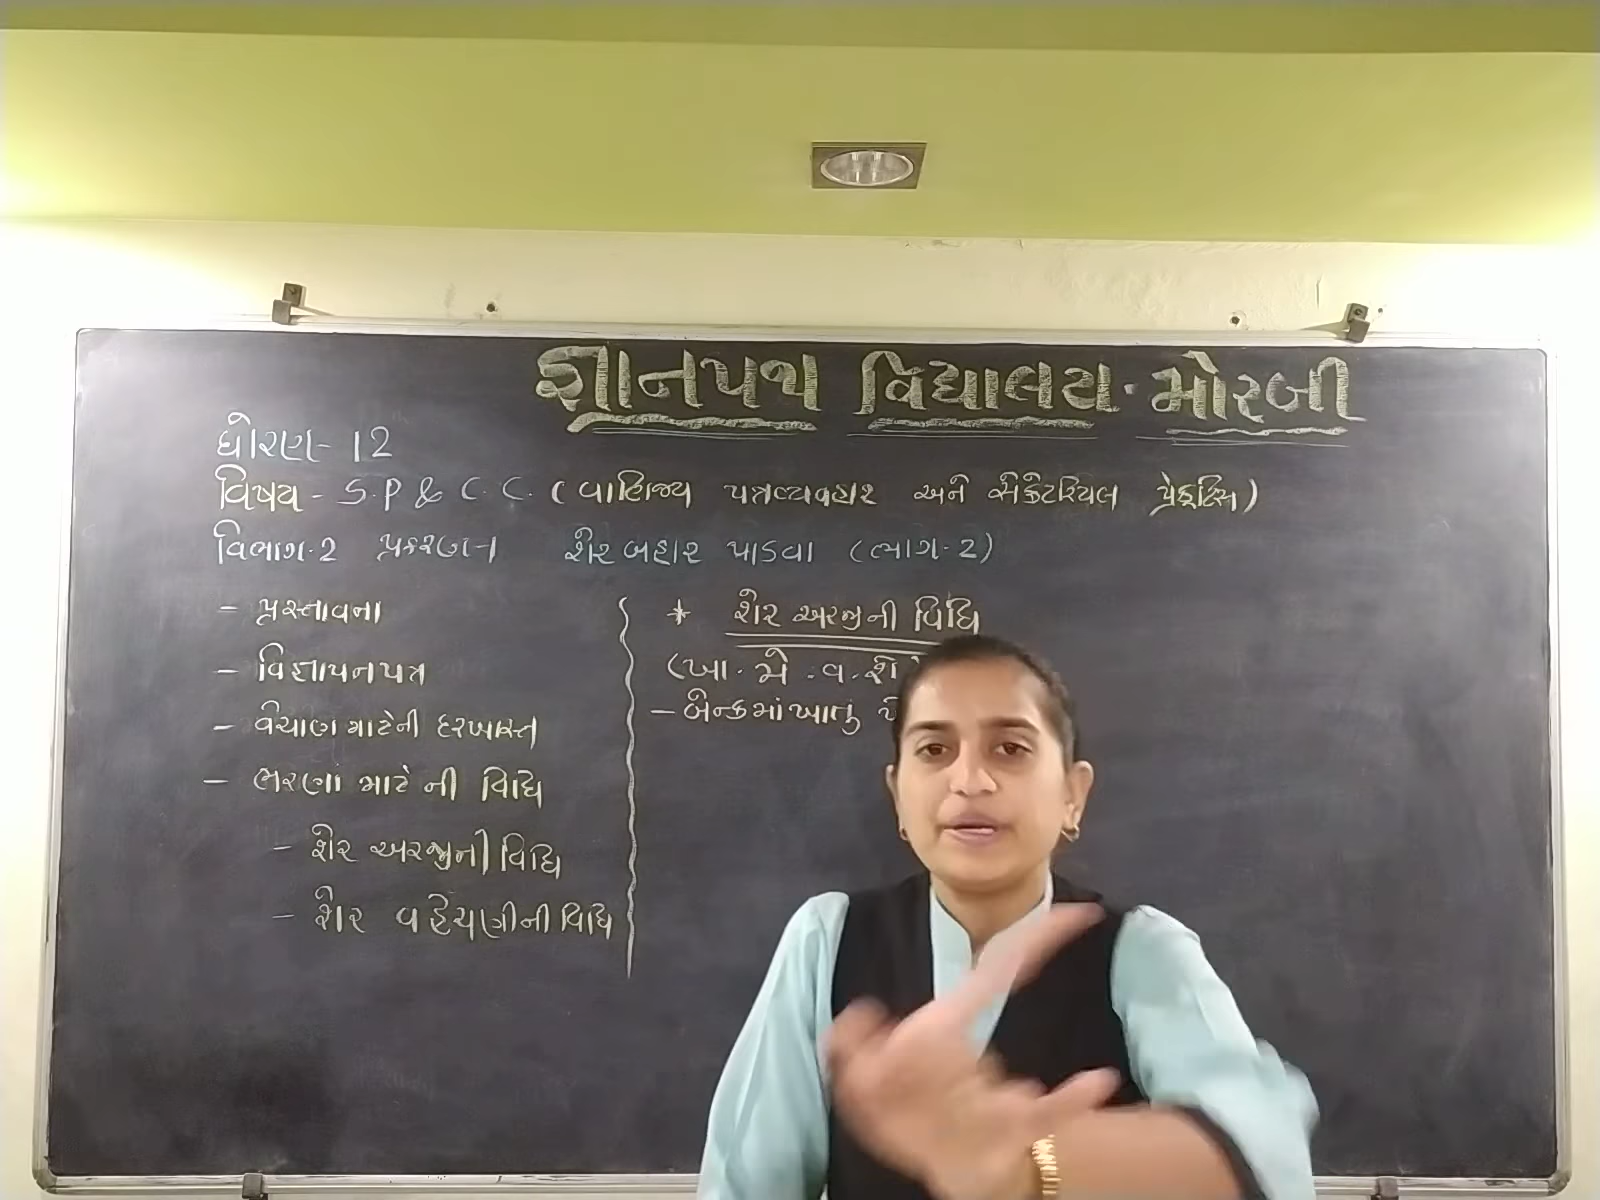 જ્ઞાનપથ વિદ્યાલય - મોરબી
ધોરણ - 12
વિષય - S.P & C.C. (વાણિજ્ય પત્રવ્યવહાર અને સેક્રેટરિયલ પ્રેક્ટિસ)
વિભાગ-2 પ્રકરણ-1 શેર બહાર પાડવા (ભાગ-2)
- પ્રસ્તાવના
- વિજ્ઞાપનપત્ર
- વેચાણ માટેની દરખાસ્ત
- ભરણા માટે ની વિધિ
- શેર અરજીની વિધિ
- શેર વહેંચણીની વિધિ
* શેર અરજીની વિધિ
(ખા. મે. વ.
- બેન્કમાં ખાતુ